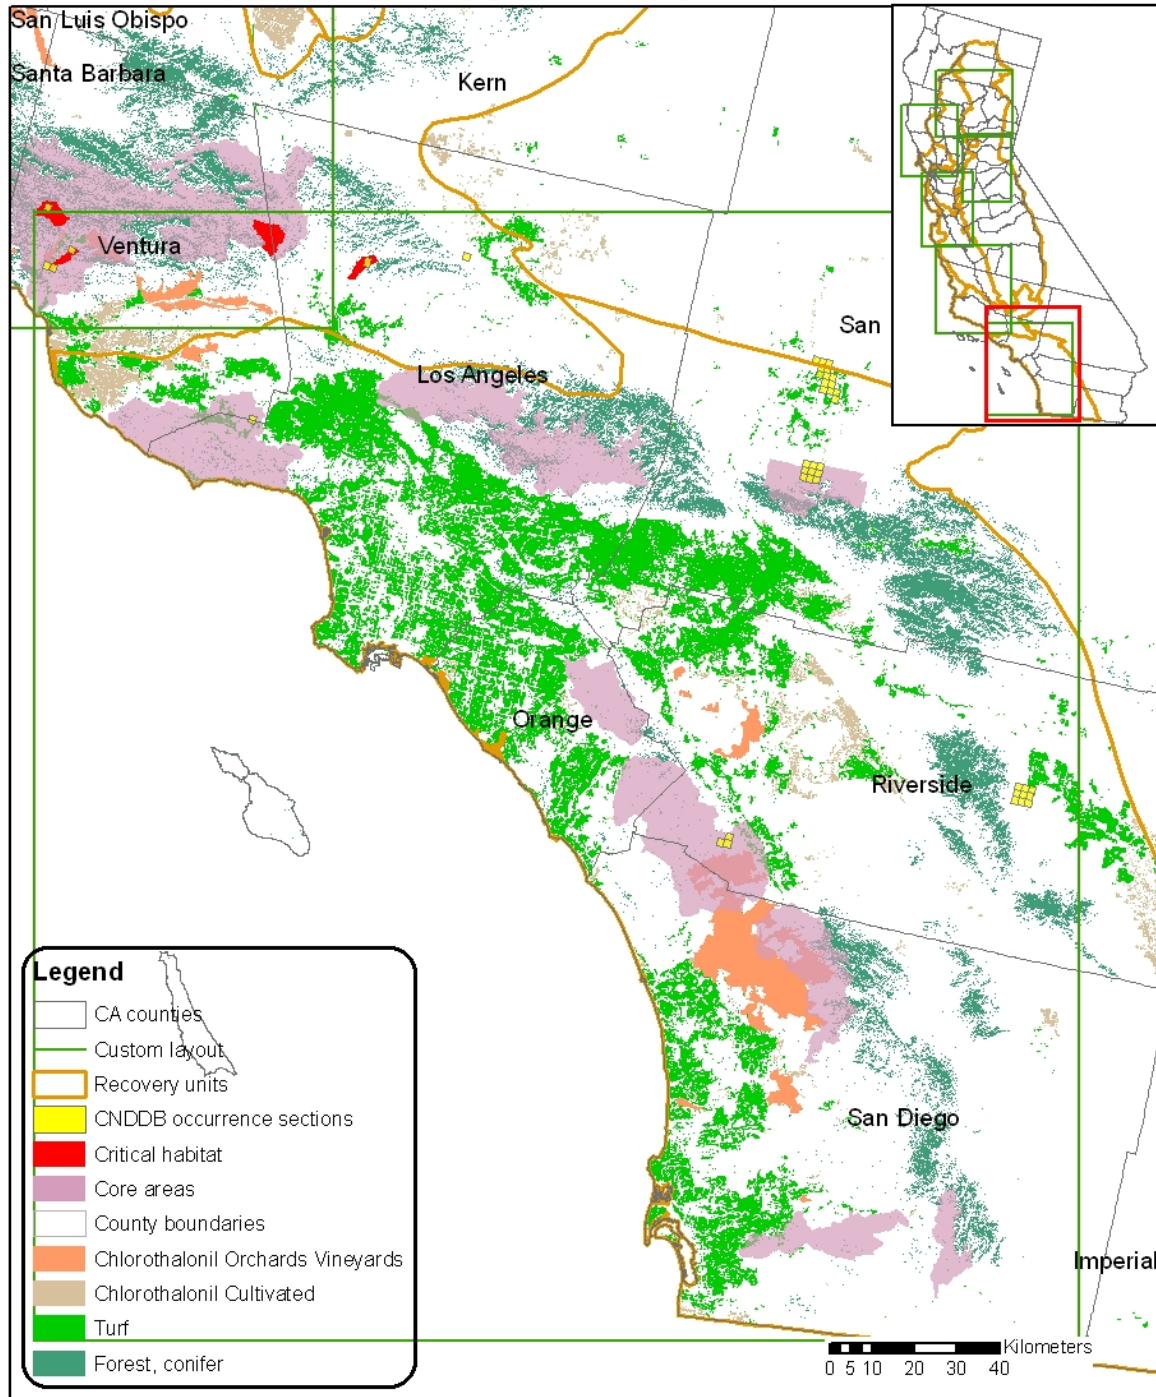 San Luis Obispo
Santa Barbara
Kern
Ventura
San
Los Angeles
Orange
Riverside
San Diego
Imperial
Legend
CA counties
Custom layout
Recovery units
CNDDB occurrence sections
Critical habitat
Core areas
County boundaries
Chlorothalonil Orchards Vineyards
Chlorothalonil Cultivated
Turf
Forest, conifer
Kilometers
0 5 10 20 30 40